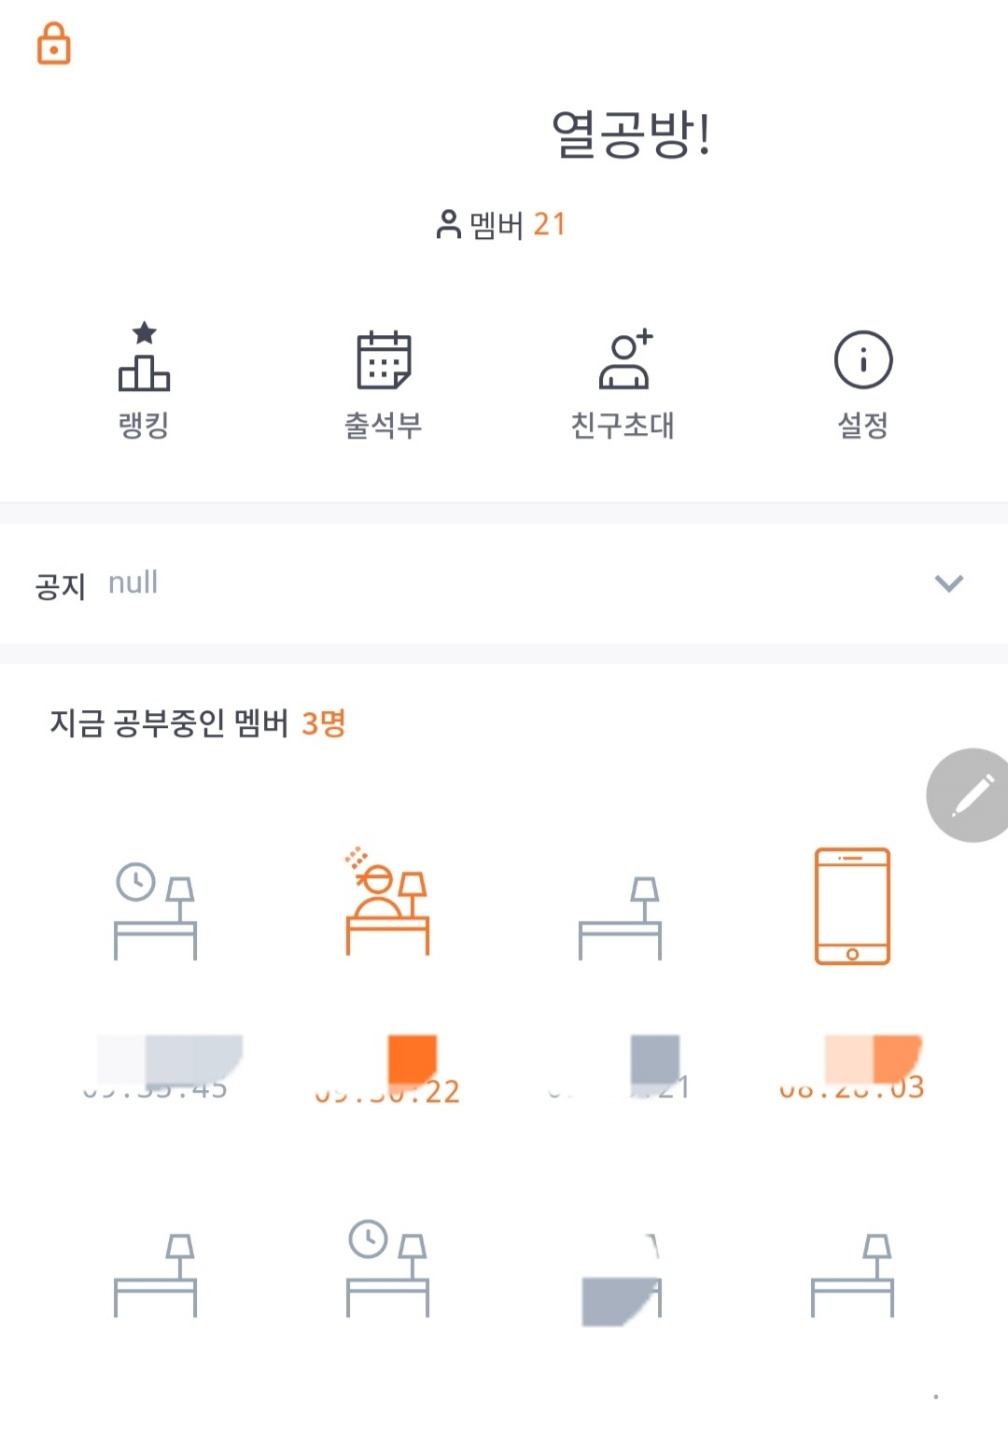 열공방!
멤버 21
랭킹 출석부 친구초대 설정
공지 null
지금 공부중인 멤버 3명